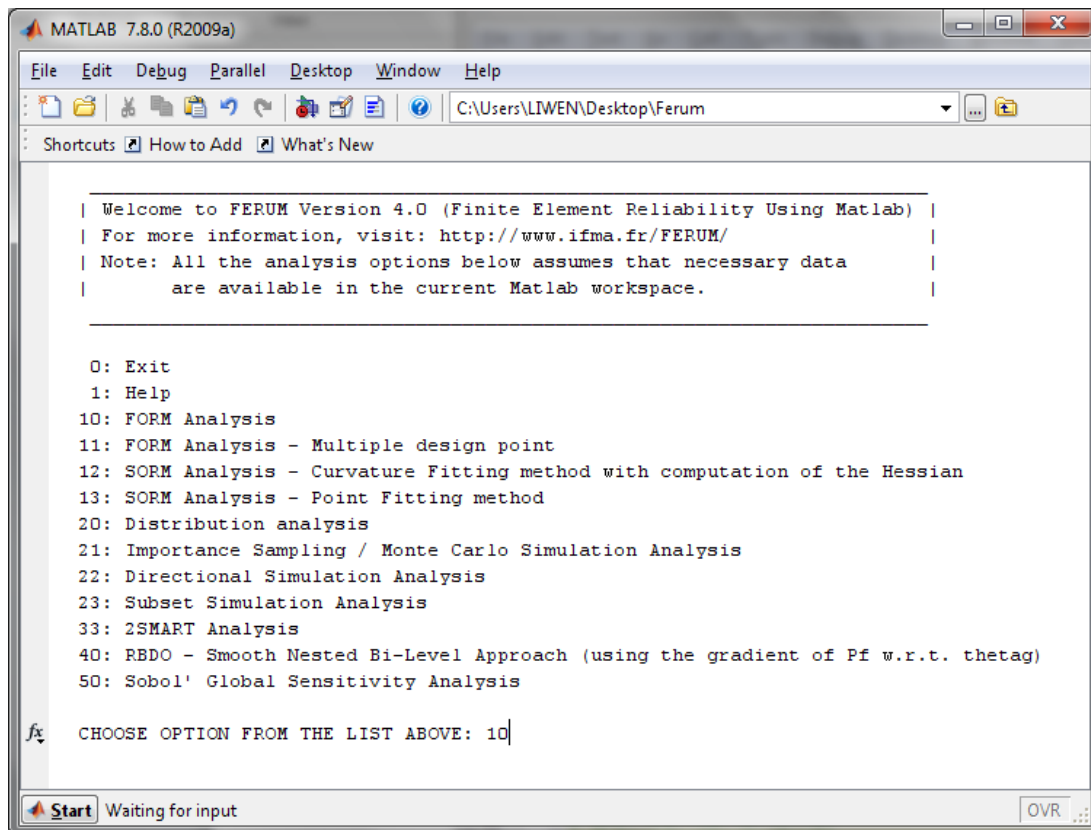 MATLAB 7.8.0 (R2009a)
File Edit Debug Parallel Desktop Window Help
C:\Users\LIWEN\Desktop\Ferum
Shortcuts How to Add What's New
| Welcome to FERUM Version 4.0 (Finite Element Reliability Using Matlab) |
| For more information, visit: http://www.ifma.fr/FERUM/ |
| Note: All the analysis options below assumes that necessary data |
| are available in the current Matlab workspace. |
0: Exit
1: Help
10: FORM Analysis
11: FORM Analysis - Multiple design point
12: SORM Analysis - Curvature Fitting method with computation of the Hessian
13: SORM Analysis - Point Fitting method
20: Distribution analysis
21: Importance Sampling / Monte Carlo Simulation Analysis
22: Directional Simulation Analysis
23: Subset Simulation Analysis
33: 2SMART Analysis
40: RBDO - Smooth Nested Bi-Level Approach (using the gradient of Pf w.r.t. thetag)
50: Sobol' Global Sensitivity Analysis
fx CHOOSE OPTION FROM THE LIST ABOVE: 10
Start Waiting for input OVR